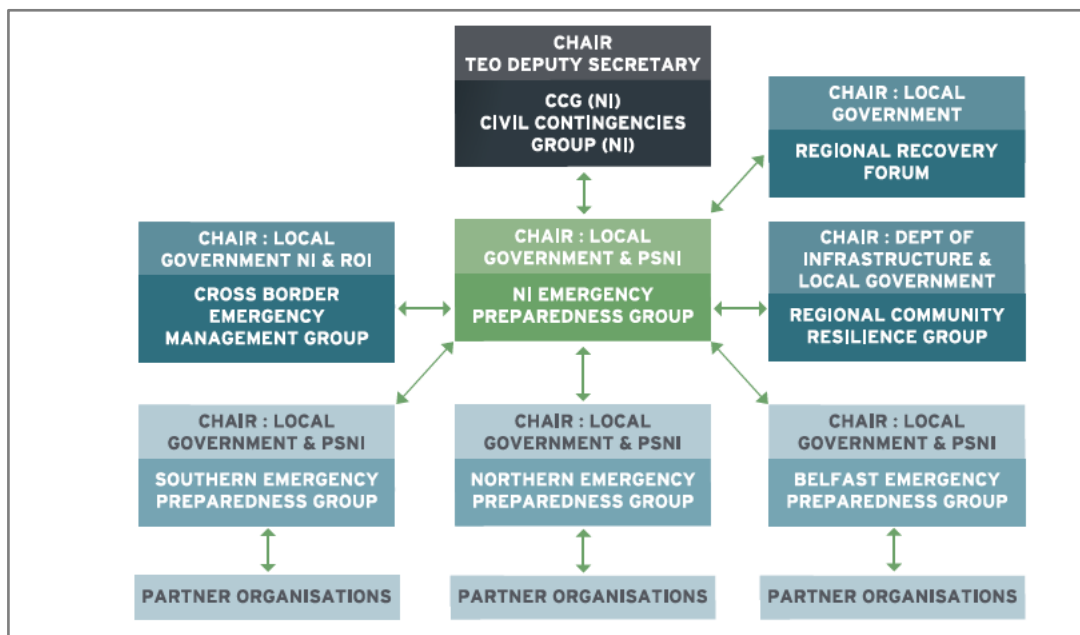 CHAIR
TEO DEPUTY SECRETARY
CCG (NI)
CIVIL CONTINGENCIES
GROUP (NI)
CHAIR : LOCAL
GOVERNMENT
REGIONAL RECOVERY
FORUM
CHAIR : LOCAL
GOVERNMENT NI & ROI
CROSS BORDER
EMERGENCY
MANAGEMENT GROUP
CHAIR : LOCAL
GOVERNMENT & PSNI
NI EMERGENCY
PREPAREDNESS GROUP
CHAIR : DEPT OF
INFRASTRUCTURE &
LOCAL GOVERNMENT
REGIONAL COMMUNITY
RESILIENCE GROUP
CHAIR : LOCAL
GOVERNMENT & PSNI
SOUTHERN EMERGENCY
PREPAREDNESS GROUP
CHAIR : LOCAL
GOVERNMENT & PSNI
NORTHERN EMERGENCY
PREPAREDNESS GROUP
CHAIR : LOCAL
GOVERNMENT & PSNI
BELFAST EMERGENCY
PREPAREDNESS GROUP
PARTNER ORGANISATIONS
PARTNER ORGANISATIONS
PARTNER ORGANISATIONS